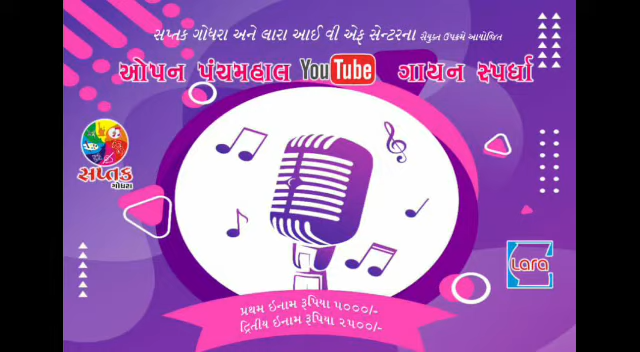 સપ્તક ગોધરા અને લારા આઈ વી એફ સેન્ટરના સંયુક્ત ઉપક્રમે આયોજિત
ઓપન પંચમહાલ YouTube ગાયન સ્પર્ધા
સપ્તક
ગોધરા
Lara
પ્રથમ ઇનામ રૂપિયા ૫૦૦૦/-
દ્વિતીય ઇનામ રૂપિયા ૨૫૦૦/-